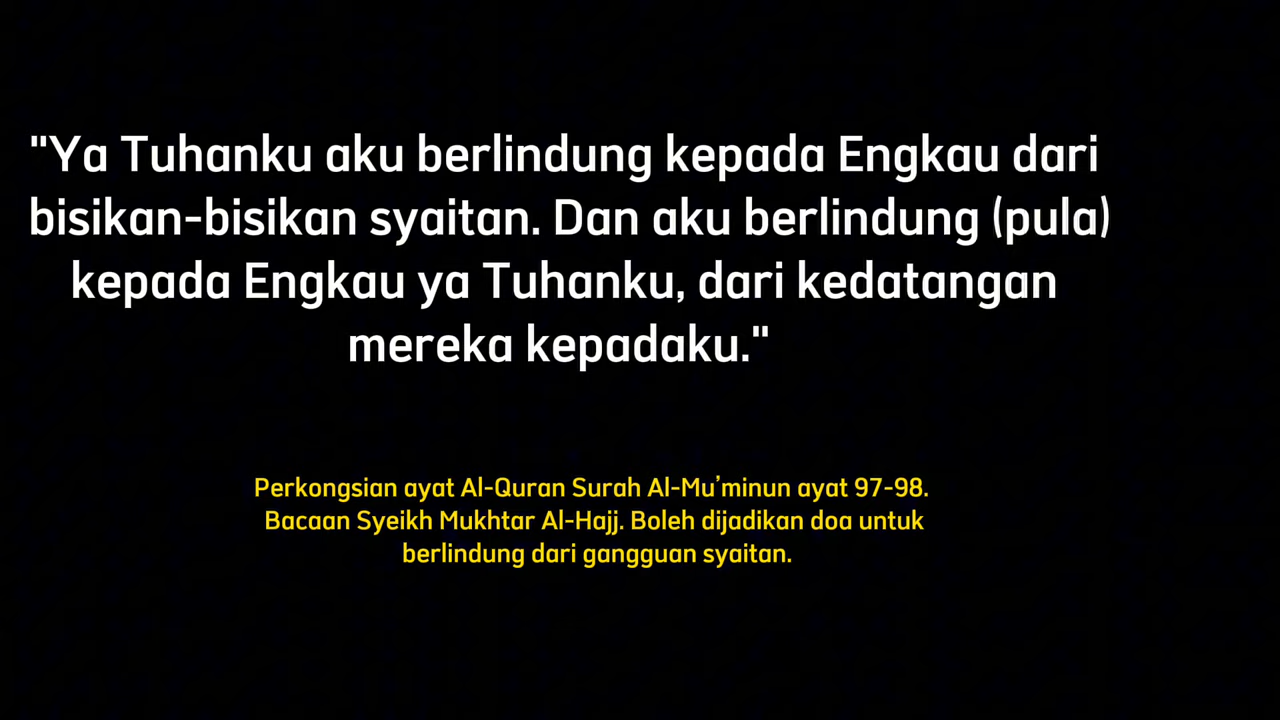 "Ya Tuhanku aku berlindung kepada Engkau dari
bisikan-bisikan syaitan. Dan aku berlindung (pula)
kepada Engkau ya Tuhanku, dari kedatangan
mereka kepadaku."
Perkongsian ayat Al-Quran Surah Al-Mu’minun ayat 97-98.
Bacaan Syeikh Mukhtar Al-Hajj. Boleh dijadikan doa untuk
berlindung dari gangguan syaitan.